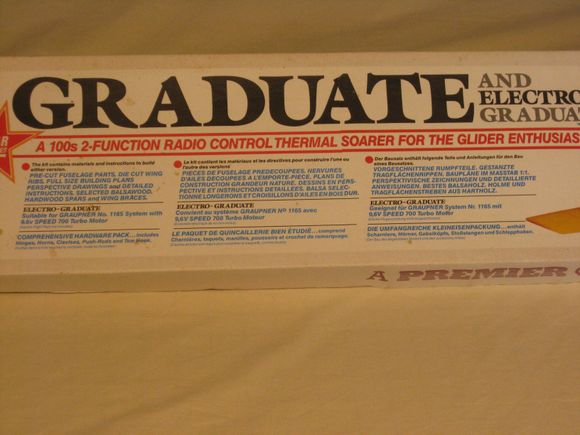 GRADUATE AND
ELECTRO
GRADUA
A 100s 2-FUNCTION RADIO CONTROL THERMAL SOARER FOR THE GLIDER ENTHUSIAS
The kit contains materials and instructions to build
either version.
PRE-CUT FUSELAGE PARTS, DIE CUT WING
RIBS, FULL SIZE BUILDING PLANS
PERSPECTIVE DRAWINGS and DETAILED
INSTRUCTIONS, SELECTED BALSAWOOD,
HARDWOOD SPARS and WING BRACES,
ELECTRO-GRADUATE
Suitable for GRAUPNER No. 1165 System with
9,6V SPEED 700 Turbo Motor
COMPREHENSIVE HARDWARE PACK...includes
Hinges, Horns, Clevises, Push-Rods and Tow Hook.
Le kit contient les matériaux et les directives pour construire l'une ou
l'autre des versions
PIECES DE FUSELAGE PREDECOUPEES. NERVURES
D'AILES DECOUPEES A L'EMPORTE-PIECE. PLANS DE
CONSTRUCTION GRANDEUR NATURE. DESSINS EN PERS-
PECTIVE ET INSTRUCTIONS DETAILLEES. BALSA SELEC-
TIONNE LONGERONS ET CROISILLONS D'AILES EN BOIS DUR.
ELECTRO-GRADUATE
Convient au système GRAUPNER Nº 1165 avec
9,6V SPEED 700 Turbo Moteur
LE PAQUET DE QUINCAILLERIE BIEN ÉTUDIÉ...comprend
Charnières, taquets, manilles, poussoirs et crochet de remorquage.
Der Bausatz enthält folgende Teile und Anleitungen für den Bau
eines Bausatzes.
VORGESCHNITTENE RUMPFTEILE. GESTANZTE
TRAGFLÄCHENRIPPEN. BAUPLÄNE IM MASSTAB 1:1.
PERSPEKTIVISCHE ZEICHNUNGEN UND DETAILLIERTE
ANWEISUNGEN. BESTES BALSAHOLZ. HOLME UND
TRAGFLÄCHENSTREBEN AUS HARTHOLZ.
ELECTRO-GRADUATE
Geeignet für GRAUPNER System Nr. 1165 mit
9,6V SPEED 700 Turbo Motor
DIE UMFANGREICHE KLEINEISENPACKUNG...enthält
Scharniere, Hörner, Gabelköpfe, Stoßstangen und Schlepphaken.
A PREMIER